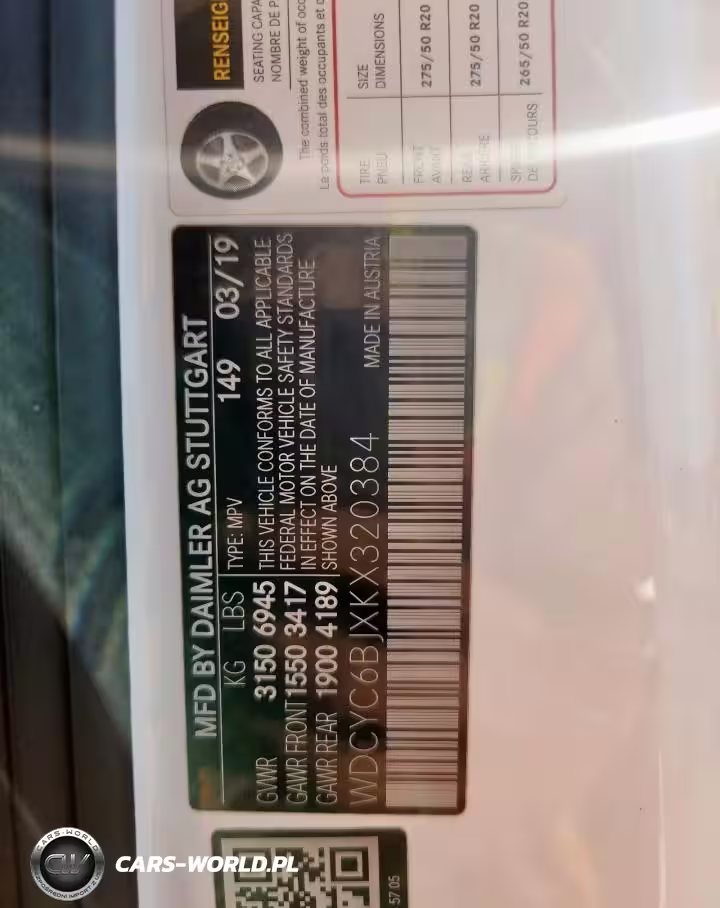 RENSEIG
SEATING CAPA
NOMBRE DE P
The combined weight of occ
Le poids total des occupants et c
TIRE SIZE
PNEU DIMENSIONS
FRONT 275/50 R20
AVANT
REAR 275/50 R20
ARRIÈRE
265/50 R20
MFD BY DAIMLER AG STUTTGART
KG LBS TYPE: MPV 149 03/19
GVWR 3150 6945 THIS VEHICLE CONFORMS TO ALL APPLICABLE
GAWR FRONT 1550 3417 FEDERAL MOTOR VEHICLE SAFETY STANDARDS
GAWR REAR 1900 4189 IN EFFECT ON THE DATE OF MANUFACTURE
SHOWN ABOVE
WDCYC6BJXKX320384 MADE IN AUSTRIA
57.05
CARS-WORLD
CW
CARS-WORLD.PL